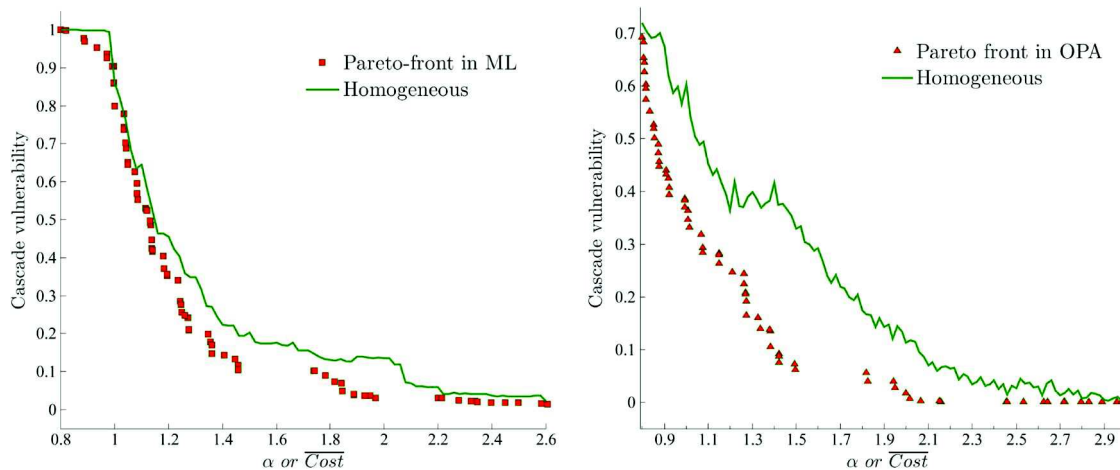 1
0.9
0.8
0.7
0.6
0.5
0.4
0.3
0.2
0.1
0
Cascade vulnerability
Pareto-front in ML
Homogeneous
0.8 1 1.2 1.4 1.6 1.8 2 2.2 2.4 2.6
α or Cost
0.7
0.6
0.5
0.4
0.3
0.2
0.1
0
Cascade vulnerability
Pareto front in OPA
Homogeneous
0.9 1.1 1.3 1.5 1.7 1.9 2.1 2.3 2.5 2.7 2.9
α or Cost